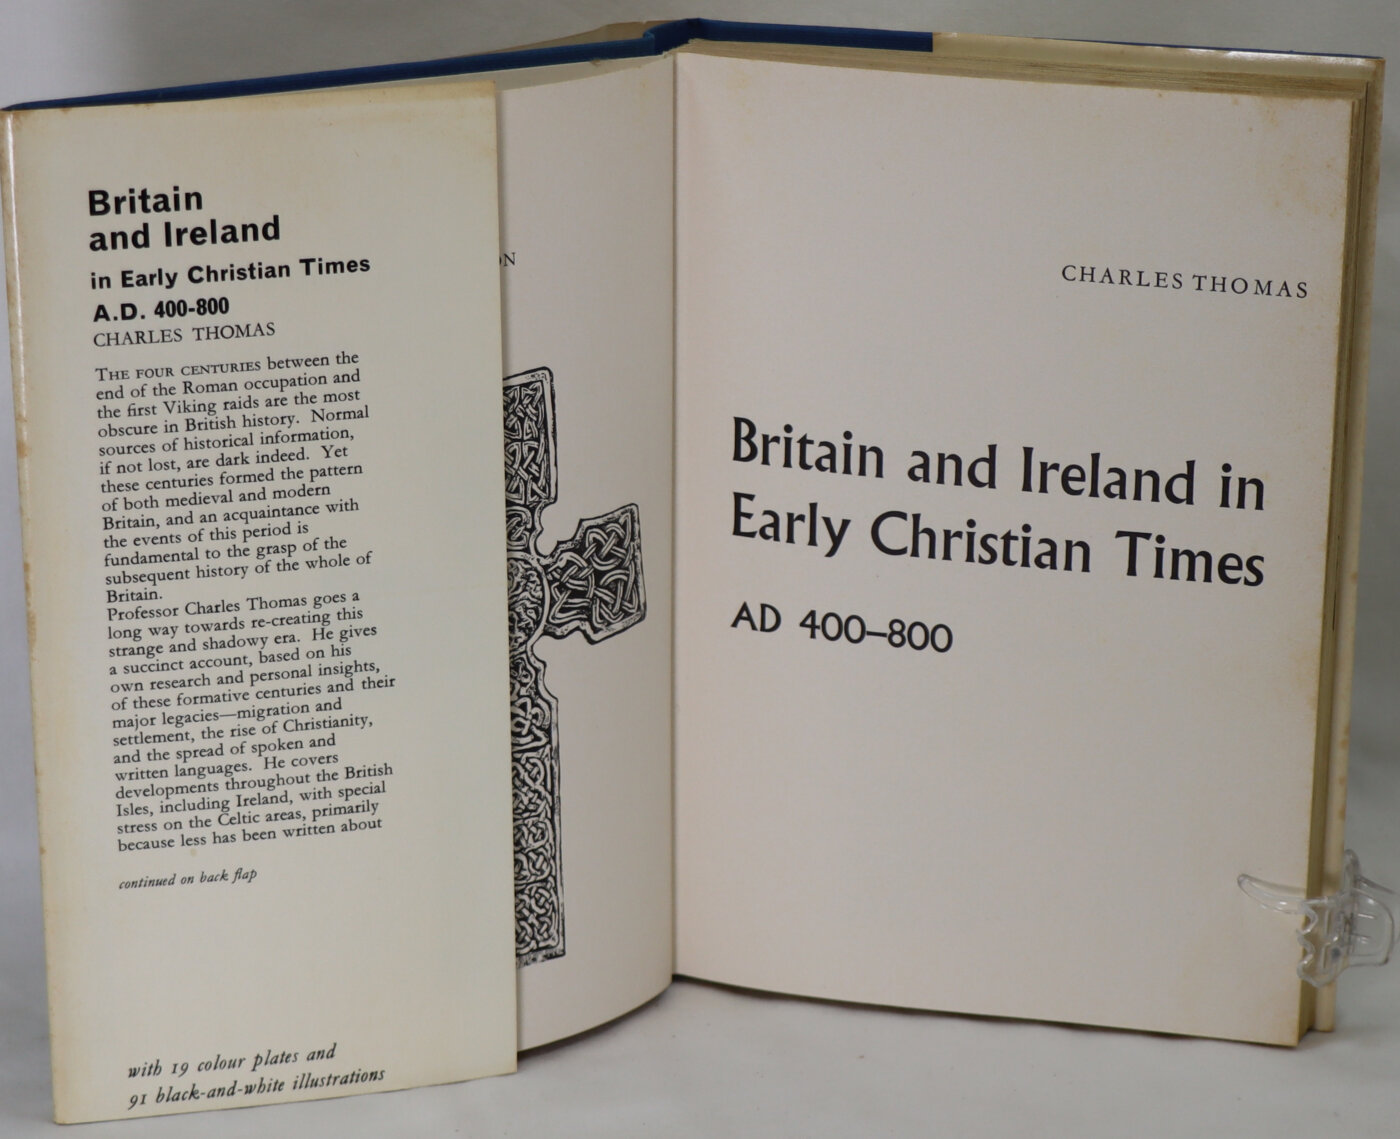 Britain
and Ireland
in Early Christian Times
A.D. 400-800
CHARLES THOMAS
THE FOUR CENTURIES between the
end of the Roman occupation and
the first Viking raids are the most
obscure in British history. Normal
sources of historical information,
if not lost, are dark indeed. Yet
these centuries formed the pattern
of both medieval and modern
Britain, and an acquaintance with
the events of this period is
fundamental to the grasp of the
subsequent history of the whole of
Britain.
Professor Charles Thomas goes a
long way towards re-creating this
strange and shadowy era. He gives
a succinct account, based on his
own research and personal insights,
of these formative centuries and their
major legacies—migration and
settlement, the rise of Christianity,
and the spread of spoken and
written languages. He covers
developments throughout the British
Isles, including Ireland, with special
stress on the Celtic areas, primarily
because less has been written about
continued on back flap
with 19 colour plates and
91 black-and-white illustrations
CHARLES THOMAS
Britain and Ireland in
Early Christian Times
AD 400–800